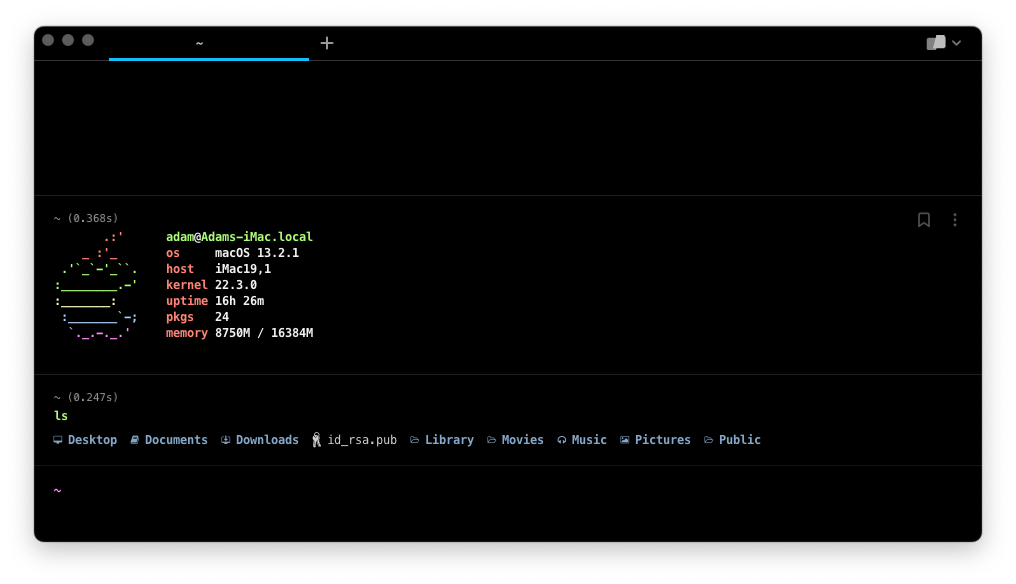 ~
~ (0.368s)
.:'
_ :'_
.'`_`-'_``.
:________.-'
:_______:
:_______`-;
`._.-._.'
adam@Adams-iMac.local
os macOS 13.2.1
host iMac19,1
kernel 22.3.0
uptime 16h 26m
pkgs 24
memory 8750M / 16384M
~ (0.247s)
ls
Desktop Documents Downloads id_rsa.pub Library Movies Music Pictures Public
~